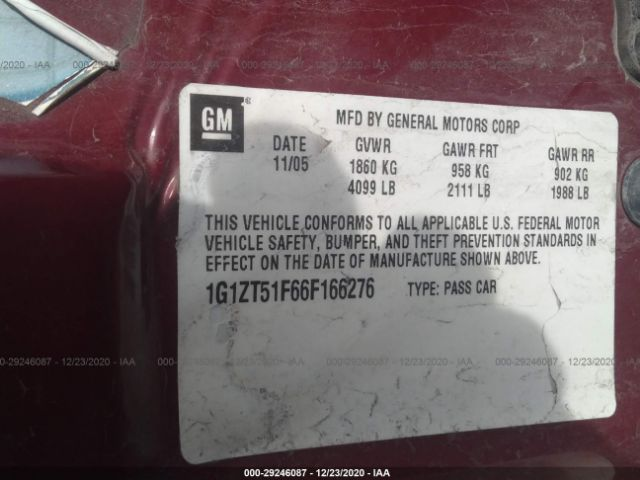 GM ®
MFD BY GENERAL MOTORS CORP
DATE GVWR GAWR FRT GAWR RR
11/05 1860 KG 958 KG 902 KG
4099 LB 2111 LB 1988 LB
THIS VEHICLE CONFORMS TO ALL APPLICABLE U.S. FEDERAL MOTOR
VEHICLE SAFETY, BUMPER, AND THEFT PREVENTION STANDARDS IN
EFFECT ON THE DATE OF MANUFACTURE SHOWN ABOVE.
1G1ZT51F66F166276 TYPE: PASS CAR
000-29246087 - 12/23/2020 - IAA